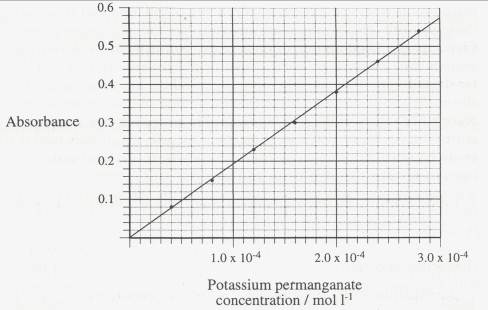 0.6
0.5
0.4
Absorbance
0.3
0.2
0.1
1.0 x 10⁻⁴
2.0 x 10⁻⁴
3.0 x 10⁻⁴
Potassium permanganate
concentration / mol l⁻¹